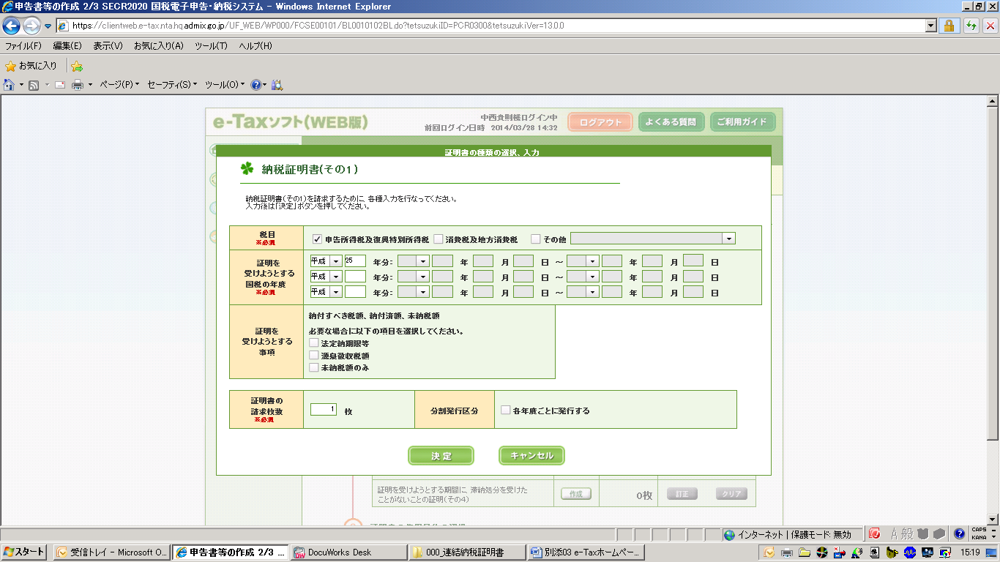 申告書等の作成 2/3 SECR2020 国税電子申告・納税システム - Windows Internet Explorer
https://clientweb.e-tax.nta.hq.admix.go.jp/UF_WEB/WP000/FCSE00101/BL0010102BL.do?tetsuzukiID=PCR0300&tetsuzukiVer=13.0.0
ファイル(F) 編集(E) 表示(V) お気に入り(A) ツール(T) ヘルプ(H)
お気に入り
ページ(P) セーフティ(S) ツール(O)
e-Taxソフト(WEB版)
中西貴則様ログイン中
前回ログイン日時 2014/03/28 14:32
ログアウト よくある質問 ご利用ガイド
証明書の種類の選択、入力
納税証明書(その1)
納税証明書(その1)を請求するために、各種入力を行なってください。
入力後は「決定」ボタンを押してください。
税目
※必須
申告所得税及復興特別所得税 消費税及地方消費税 その他
証明を
受けようとする
国税の年度
※必須
平成 25 年分: 年 月 日 ～ 年 月 日
平成 年分: 年 月 日 ～ 年 月 日
平成 年分: 年 月 日 ～ 年 月 日
証明を
受けようとする
事項
納付すべき税額、納付済額、未納税額
必要な場合に以下の項目を選択してください。
法定納期限等
源泉徴収税額
未納税額のみ
証明書の
請求枚数
※必須
1 枚
分割発行区分
各年度ごとに発行する
決定 キャンセル
証明を受けようとする期間に、滞納処分を受けた
ことがないことの証明(その4)
作成 0枚 訂正 クリア
インターネット | 保護モード: 無効
A 般
CAPS
KANA
スタート
受信トレイ - Microsoft O...
申告書等の作成 2/3 ...
DocuWorks Desk
000_連結納税証明書
別添03 e-Taxホームペー...
15:19